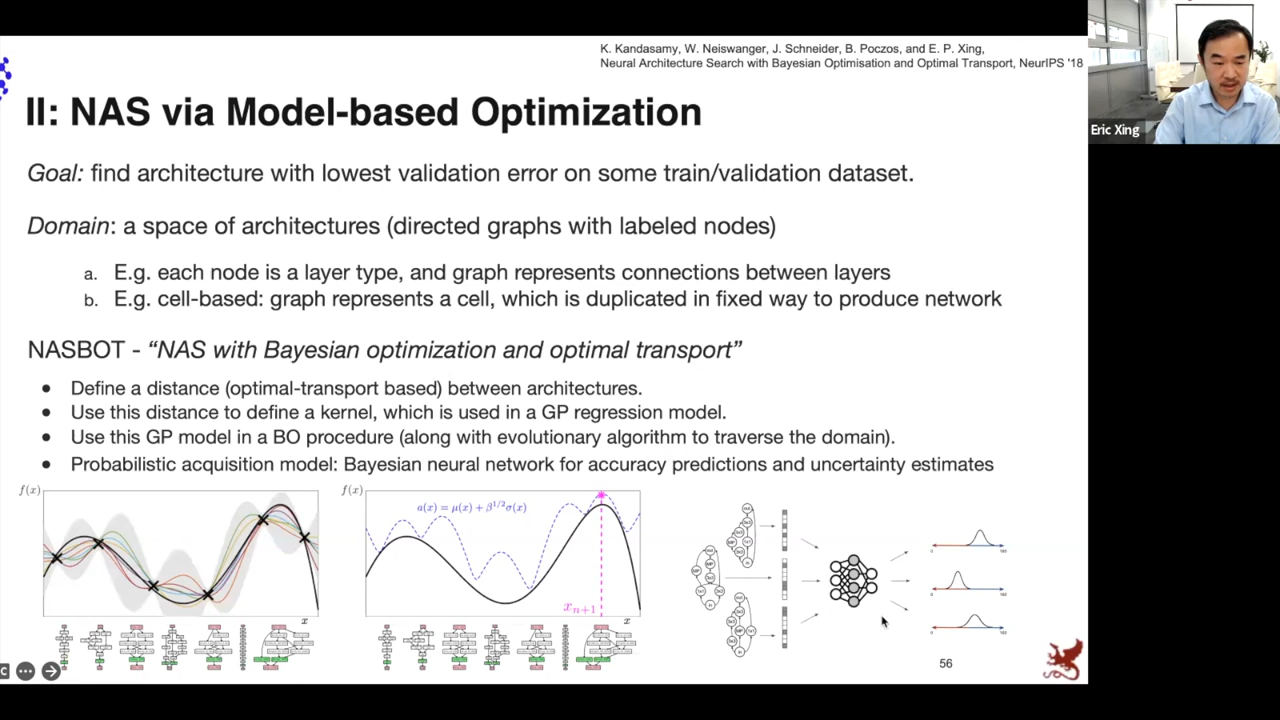 K. Kandasamy, W. Neiswanger, J. Schneider, B. Poczos, and E. P. Xing,
Neural Architecture Search with Bayesian Optimisation and Optimal Transport, NeurIPS '18
Eric Xing
II: NAS via Model-based Optimization
Goal: find architecture with lowest validation error on some train/validation dataset.
Domain: a space of architectures (directed graphs with labeled nodes)
a. E.g. each node is a layer type, and graph represents connections between layers
b. E.g. cell-based: graph represents a cell, which is duplicated in fixed way to produce network
NASBOT - “NAS with Bayesian optimization and optimal transport”
• Define a distance (optimal-transport based) between architectures.
• Use this distance to define a kernel, which is used in a GP regression model.
• Use this GP model in a BO procedure (along with evolutionary algorithm to traverse the domain).
• Probabilistic acquisition model: Bayesian neural network for accuracy predictions and uncertainty estimates
f(x)
x
f(x)
a(x) = μ(x) + β^{1/2}σ(x)
x_{n+1}
x
56